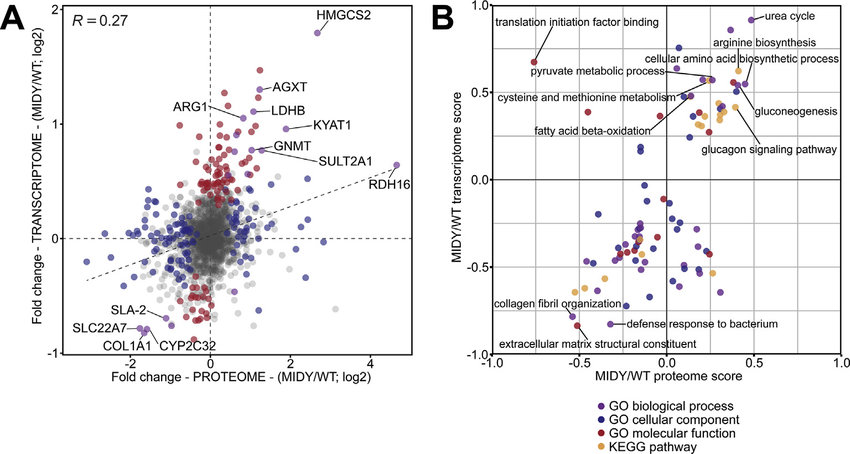 A
R = 0.27
HMGCS2
AGXT
ARG1
LDHB
KYAT1
GNMT
SULT2A1
RDH16
SLA-2
SLC22A7
COL1A1
CYP2C32
2
1
0
-1
-2
0
2
4
Fold change - TRANSCRIPTOME - (MIDY/WT; log2)
Fold change - PROTEOME - (MIDY/WT; log2)
B
translation initiation factor binding
urea cycle
arginine biosynthesis
cellular amino acid biosynthetic process
pyruvate metabolic process
cysteine and methionine metabolism
gluconeogenesis
fatty acid beta-oxidation
glucagon signaling pathway
collagen fibril organization
defense response to bacterium
extracellular matrix structural constituent
1.0
0.5
0.0
-0.5
-1.0
-1.0
-0.5
0.0
0.5
1.0
MIDY/WT transcriptome score
MIDY/WT proteome score
GO biological process
GO cellular component
GO molecular function
KEGG pathway